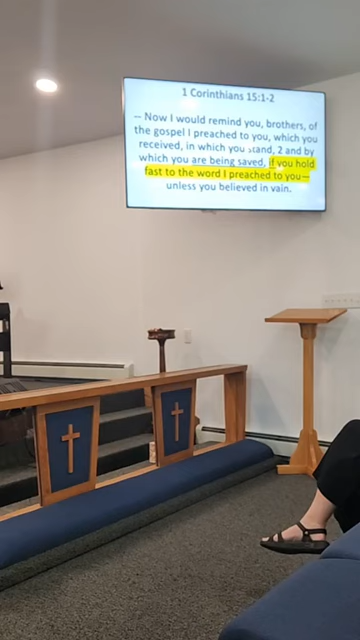 1 Corinthians 15:1-2
-- Now I would remind you, brothers, of
the gospel I preached to you, which you
received, in which you stand, 2 and by
which you are being saved, if you hold
fast to the word I preached to you—
unless you believed in vain.